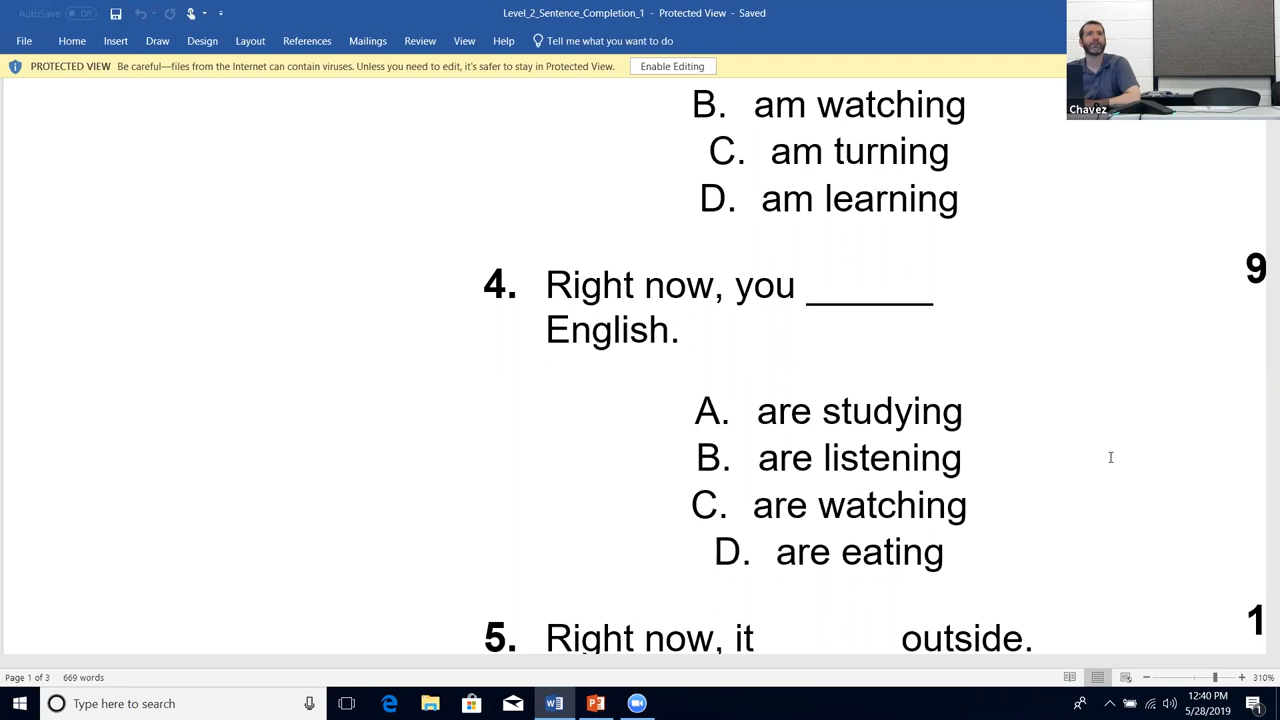 AutoSave Off Level_2_Sentence_Completion_1 - Protected View - Saved
File Home Insert Draw Design Layout References Mailings Review View Help Tell me what you want to do
PROTECTED VIEW Be careful—files from the Internet can contain viruses. Unless you need to edit, it's safer to stay in Protected View. Enable Editing
Chavez
B. am watching
C. am turning
D. am learning
4. Right now, you ______ 9
English.
A. are studying
B. are listening
C. are watching
D. are eating
5. Right now, it outside. 1
Page 1 of 3 669 words 310%
Type here to search 12:40 PM
5/28/2019